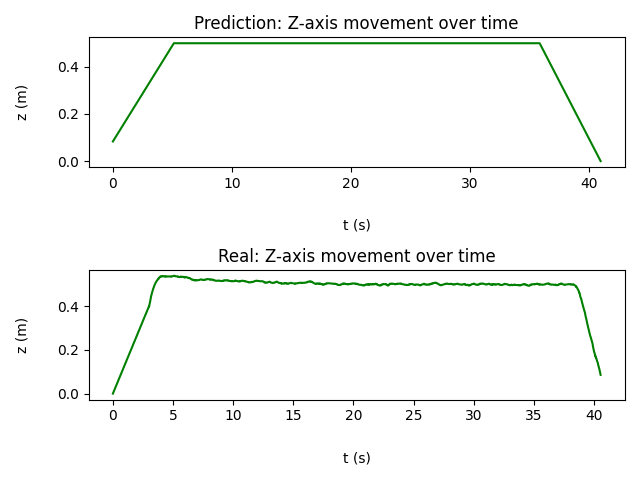 Prediction: Z-axis movement over time
z (m)
0.4
0.2
0.0
0 10 20 30 40
t (s)
Real: Z-axis movement over time
z (m)
0.4
0.2
0.0
0 5 10 15 20 25 30 35 40
t (s)